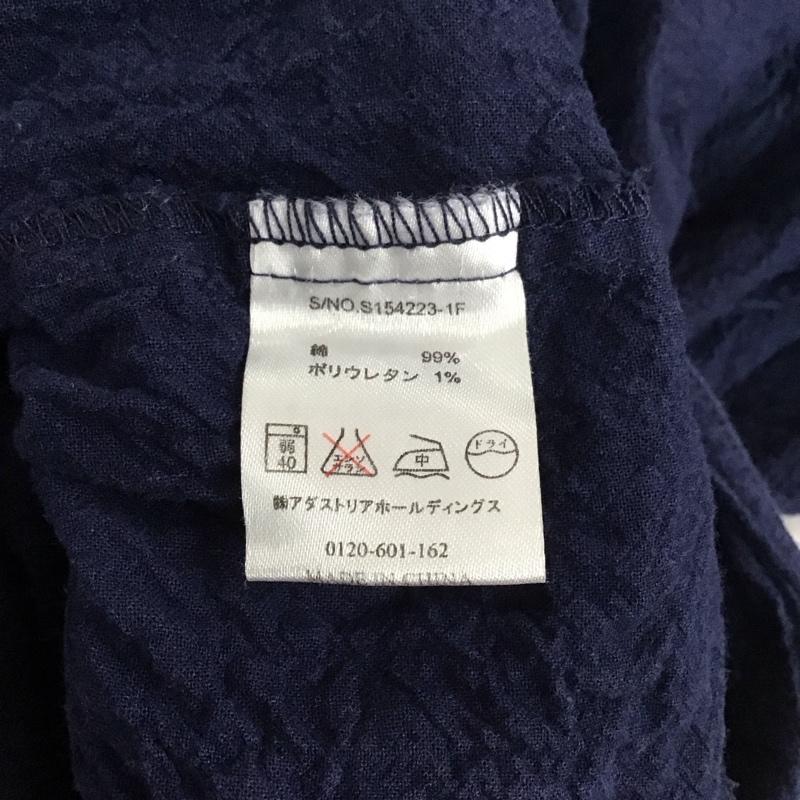 S/NO.S154223-1F
綿 99%
ポリウレタン 1%
弱 40 エンソ サラシ 中 ドライ
㈱アダストリアホールディングス
0120-601-162
MADE IN CHINA